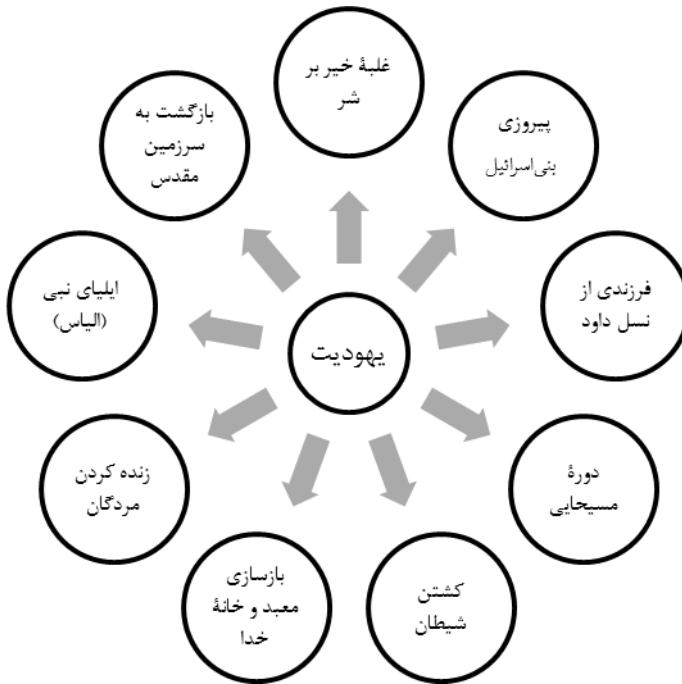 یهودیت
غلبهٔ خیر بر
شر
پیروزی
بنی‌اسرائیل
فرزندی از
نسل داود
دورهٔ
مسیحایی
کشتن
شیطان
بازسازی
معبد و خانهٔ
خدا
زنده کردن
مردگان
ایلیای نبی
(الیاس)
بازگشت به
سرزمین
مقدس